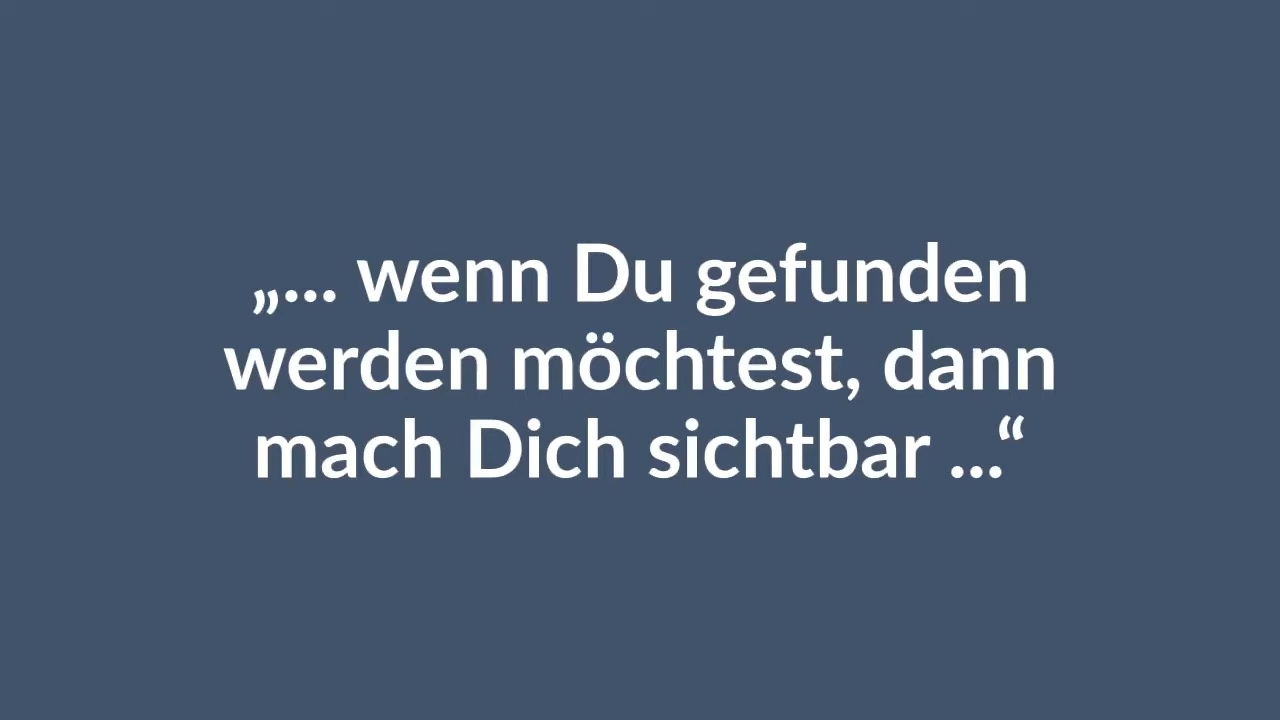 „... wenn Du gefunden
werden möchtest, dann
mach Dich sichtbar ...“